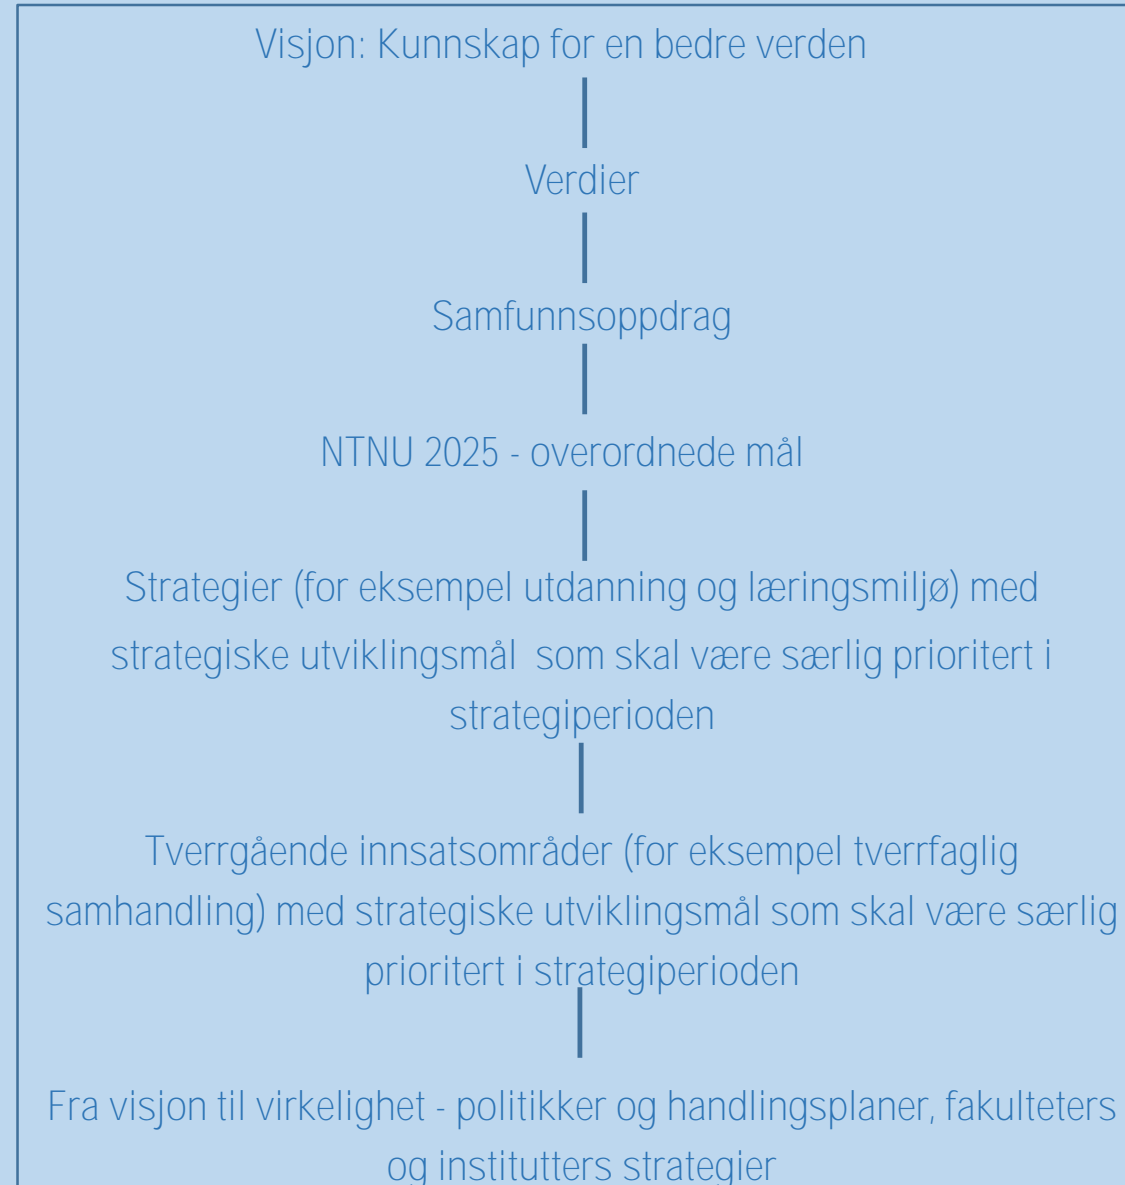 Visjon: Kunnskap for en bedre verden
Verdier
Samfunnsoppdrag
NTNU 2025 - overordnede mål
Strategier (for eksempel utdanning og læringsmiljø) med
strategiske utviklingsmål  som skal være særlig prioritert i
strategiperioden
Tverrgående innsatsområder (for eksempel tverrfaglig
samhandling) med strategiske utviklingsmål som skal være særlig
prioritert i strategiperioden
Fra visjon til virkelighet - politikker og handlingsplaner, fakulteters
og institutters strategier